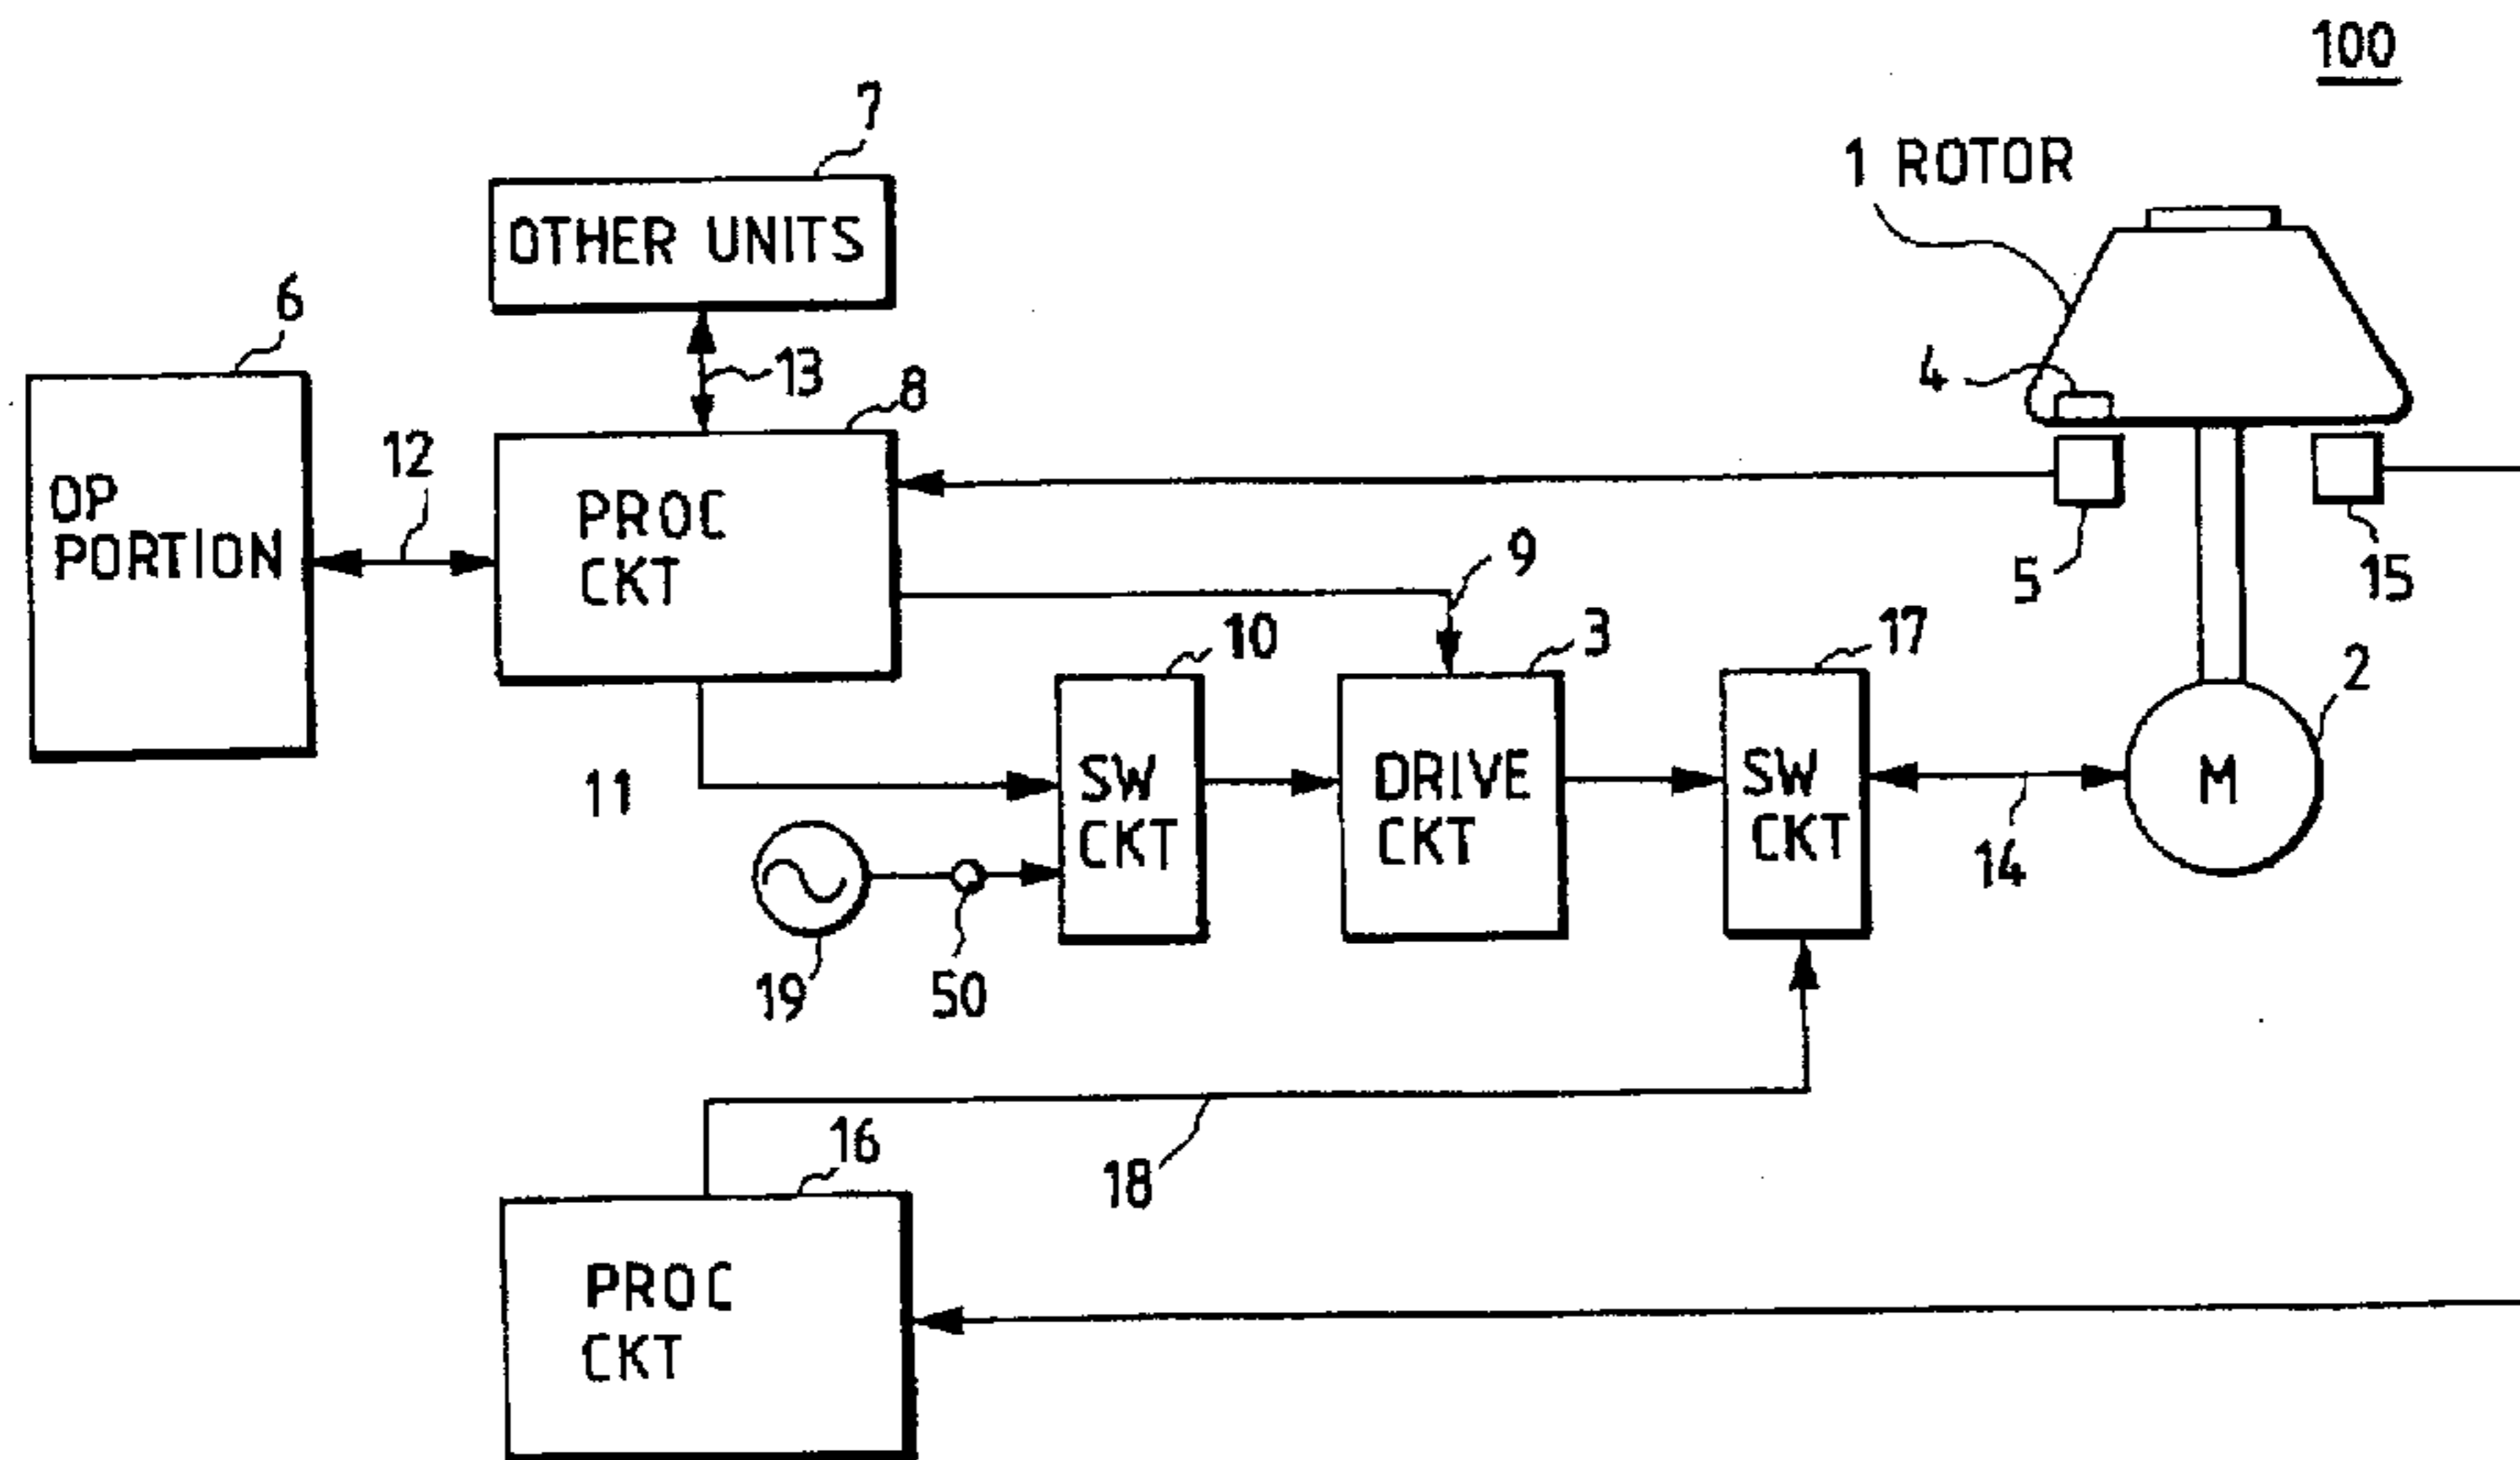 100
7
1 ROTOR
OTHER UNITS
6
13
4
8
12
OP
PORTION
PROC
CKT
9
5
15
10
3
17
2
11
SW
CKT
DRIVE
CKT
SW
CKT
M
14
19
50
16
18
PROC
CKT